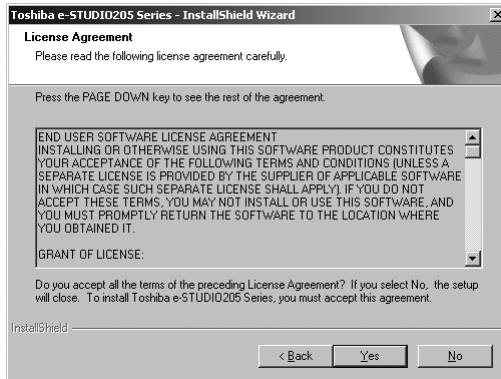 Toshiba e-STUDIO205 Series - InstallShield Wizard
License Agreement
Please read the following license agreement carefully.
Press the PAGE DOWN key to see the rest of the agreement.
END USER SOFTWARE LICENSE AGREEMENT
INSTALLING OR OTHERWISE USING THIS SOFTWARE PRODUCT CONSTITUTES
YOUR ACCEPTANCE OF THE FOLLOWING TERMS AND CONDITIONS (UNLESS A
SEPARATE LICENSE IS PROVIDED BY THE SUPPLIER OF APPLICABLE SOFTWARE
IN WHICH CASE SUCH SEPARATE LICENSE SHALL APPLY). IF YOU DO NOT
ACCEPT THESE TERMS, YOU MAY NOT INSTALL OR USE THIS SOFTWARE, AND
YOU MUST PROMPTLY RETURN THE SOFTWARE TO THE LOCATION WHERE
YOU OBTAINED IT.
GRANT OF LICENSE:
Do you accept all the terms of the preceding License Agreement? If you select No, the setup
will close. To install Toshiba e-STUDIO205 Series, you must accept this agreement.
InstallShield
< Back Yes No